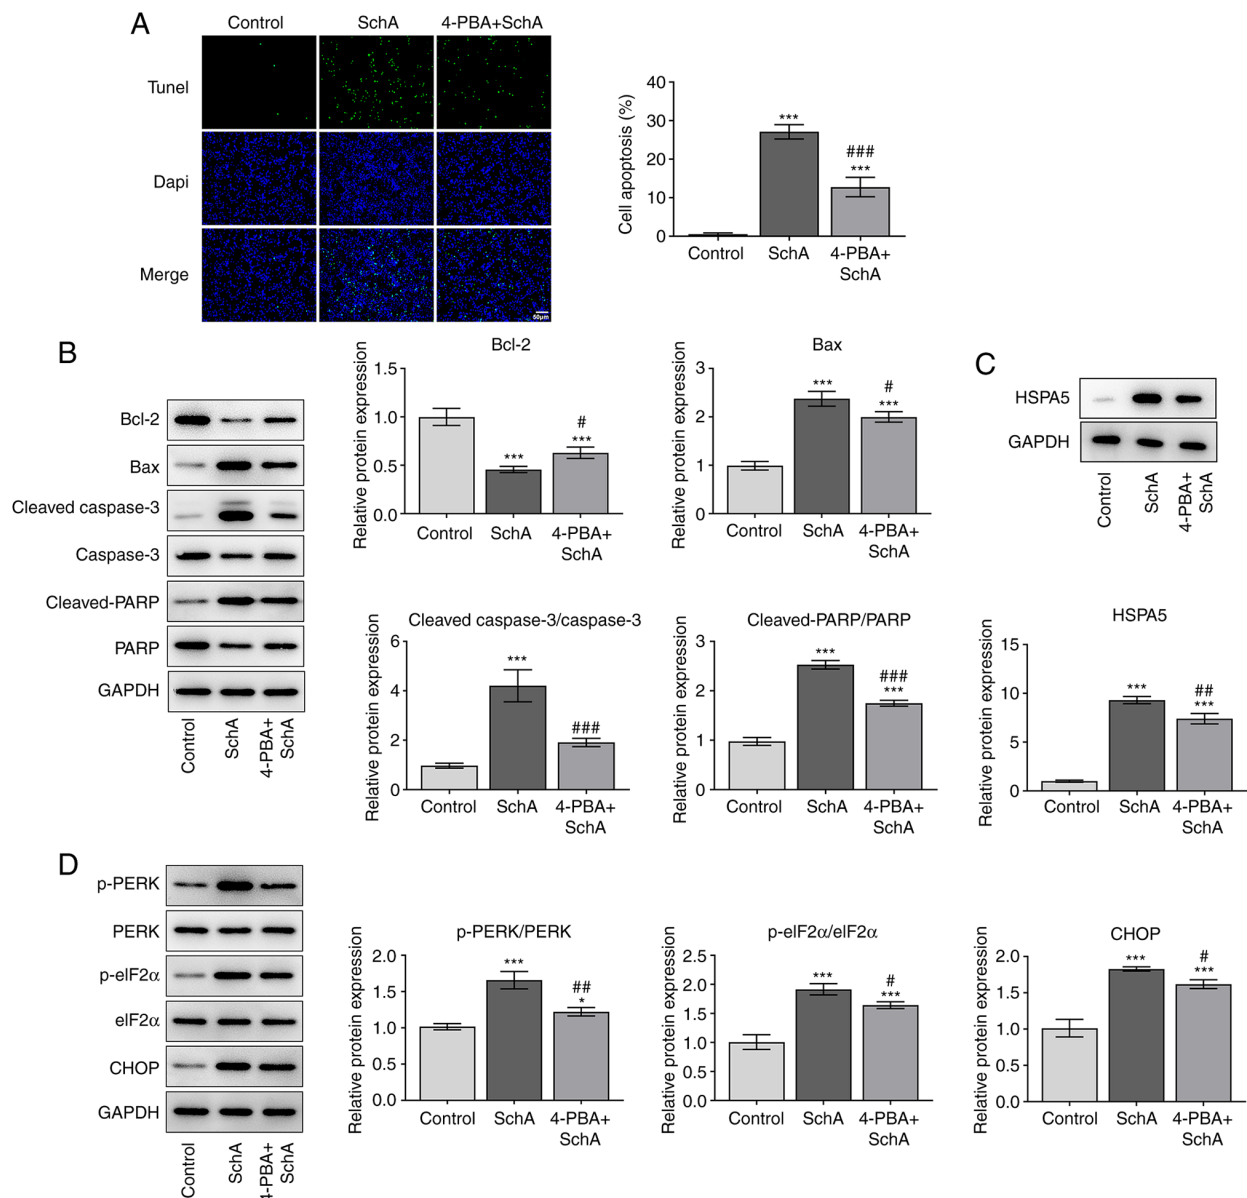 A
Control SchA 4-PBA+SchA
Tunel
Dapi
Merge
50μm
Cell apoptosis (%)
40
30
20
10
0
***
###
***
Control SchA 4-PBA+
SchA
B
Bcl-2
Bax
Cleaved caspase-3
Caspase-3
Cleaved-PARP
PARP
GAPDH
Control
SchA
4-PBA+
SchA
Bcl-2
Relative protein expression
1.5
1.0
0.5
0.0
***
#
***
Control SchA 4-PBA+
SchA
Bax
Relative protein expression
3
2
1
0
***
#
***
Control SchA 4-PBA+
SchA
Cleaved caspase-3/caspase-3
Relative protein expression
6
4
2
0
***
###
Control SchA 4-PBA+
SchA
Cleaved-PARP/PARP
Relative protein expression
3
2
1
0
***
###
***
Control SchA 4-PBA+
SchA
C
HSPA5
GAPDH
Control
SchA
4-PBA+
SchA
HSPA5
Relative protein expression
15
10
5
0
***
##
***
Control SchA 4-PBA+
SchA
D
p-PERK
PERK
p-eIF2α
eIF2α
CHOP
GAPDH
Control
SchA
4-PBA+
SchA
p-PERK/PERK
Relative protein expression
2.0
1.5
1.0
0.5
0.0
***
##
*
Control SchA 4-PBA+
SchA
p-eIF2α/eIF2α
Relative protein expression
2.5
2.0
1.5
1.0
0.5
0.0
***
#
***
Control SchA 4-PBA+
SchA
CHOP
Relative protein expression
2.0
1.5
1.0
0.5
0.0
***
#
***
Control SchA 4-PBA+
SchA